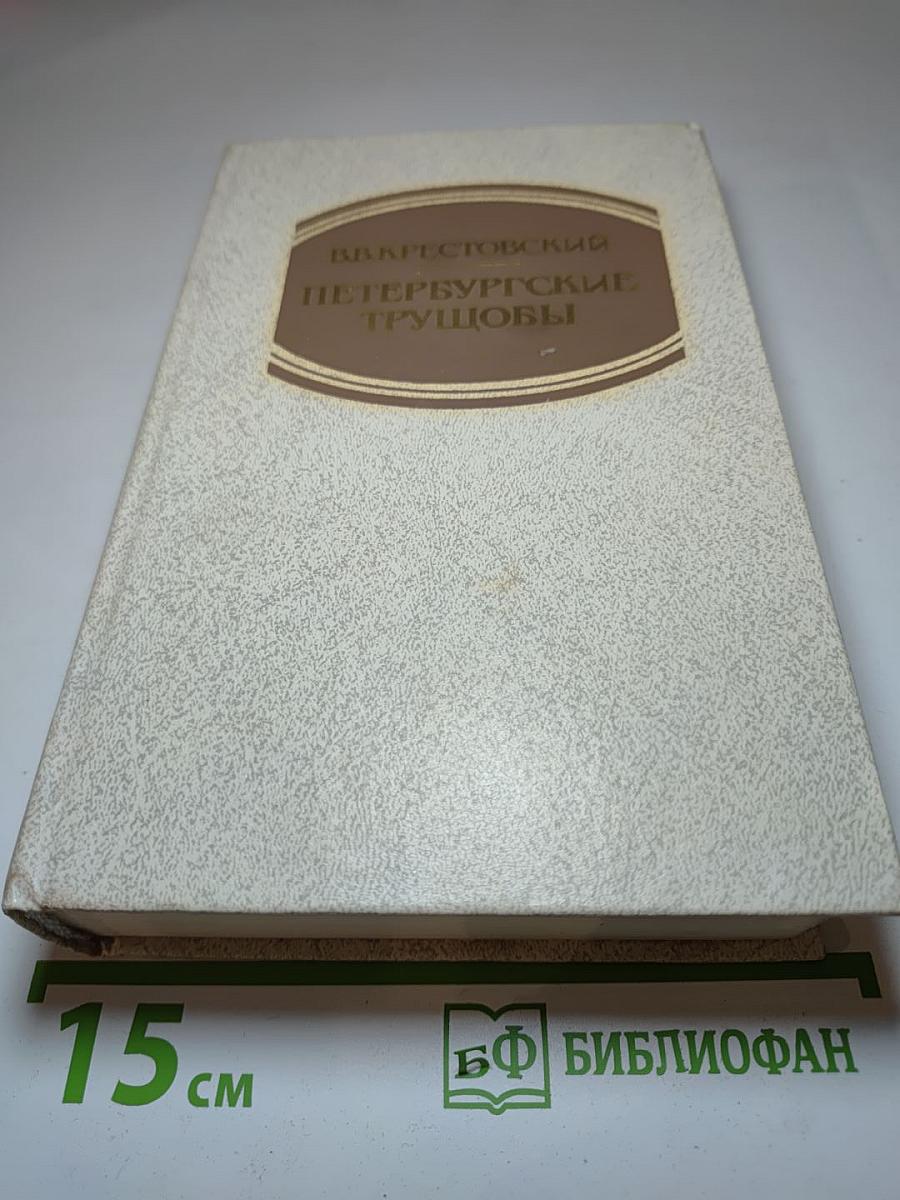 В.В.КРЕСТОВСКИЙ
ПЕТЕРБУРГСКИЕ
ТРУЩОБЫ
15 см
БФ БИБЛИОФАН